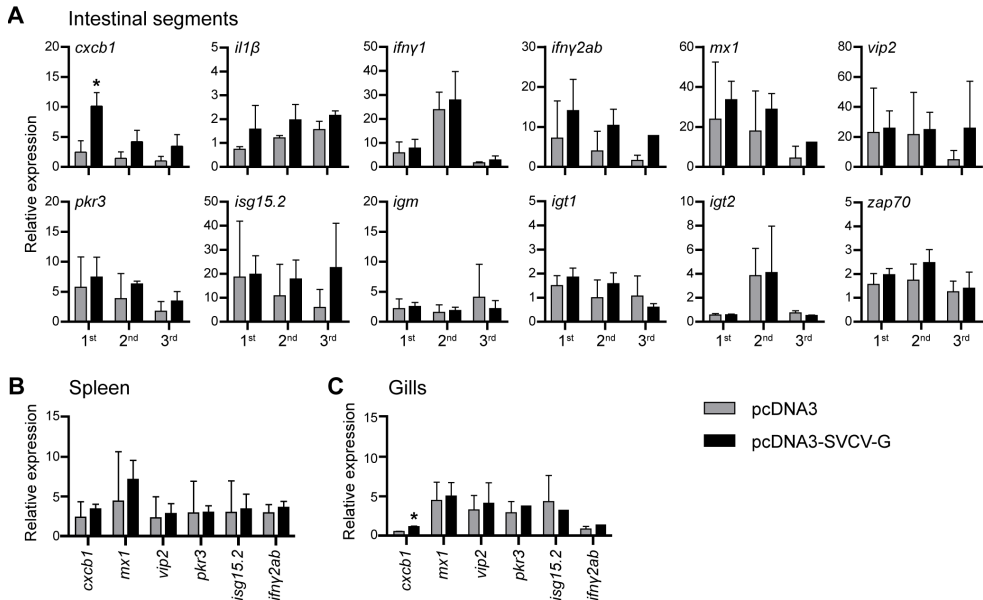 A Intestinal segments
cxcb1 il1β ifnγ1 ifnγ2ab mx1 vip2
20 5 50 30 60 80
15 4 40 20 40 60
10 3 30 10 20 40
5 2 20 0 0 20
0 1 10 0
0 0
*
Relative expression
pkr3 isg15.2 igm igt1 igt2 zap70
20 50 20 5 10 5
15 40 15 4 8 4
10 30 10 3 6 3
5 20 5 2 4 2
0 10 0 1 2 1
0 0 0 0
1st 2nd 3rd 1st 2nd 3rd 1st 2nd 3rd 1st 2nd 3rd 1st 2nd 3rd 1st 2nd 3rd
B Spleen
Relative expression
15
10
5
0
cxcb1 mx1 vip2 pkr3 isg15.2 ifnγ2ab
C Gills
Relative expression
15
10
5
0
*
cxcb1 mx1 vip2 pkr3 isg15.2 ifnγ2ab
pcDNA3
pcDNA3-SVCV-G